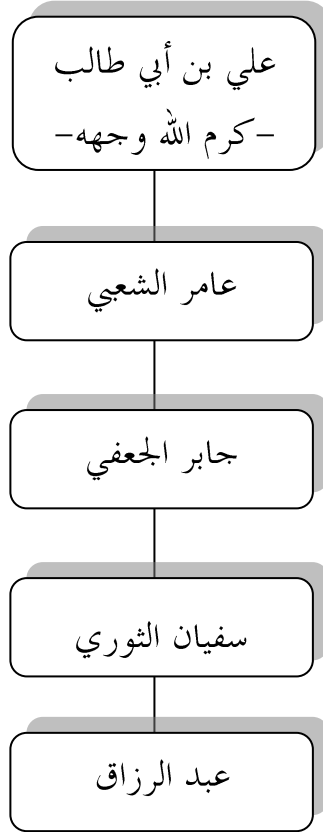 علي بن أبي طالب
-كرم الله وجهه-
عامر الشعبي
جابر الجعفي
سفيان الثوري
عبد الرزاق